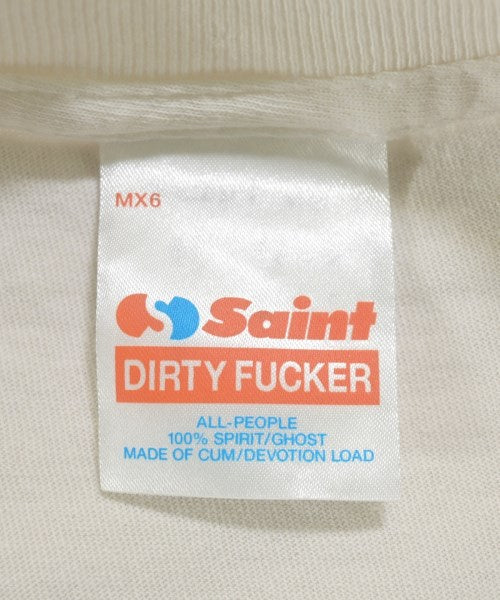 MX6
S Saint
DIRTY FUCKER
ALL-PEOPLE
100% SPIRIT/GHOST
MADE OF CUM/DEVOTION LOAD